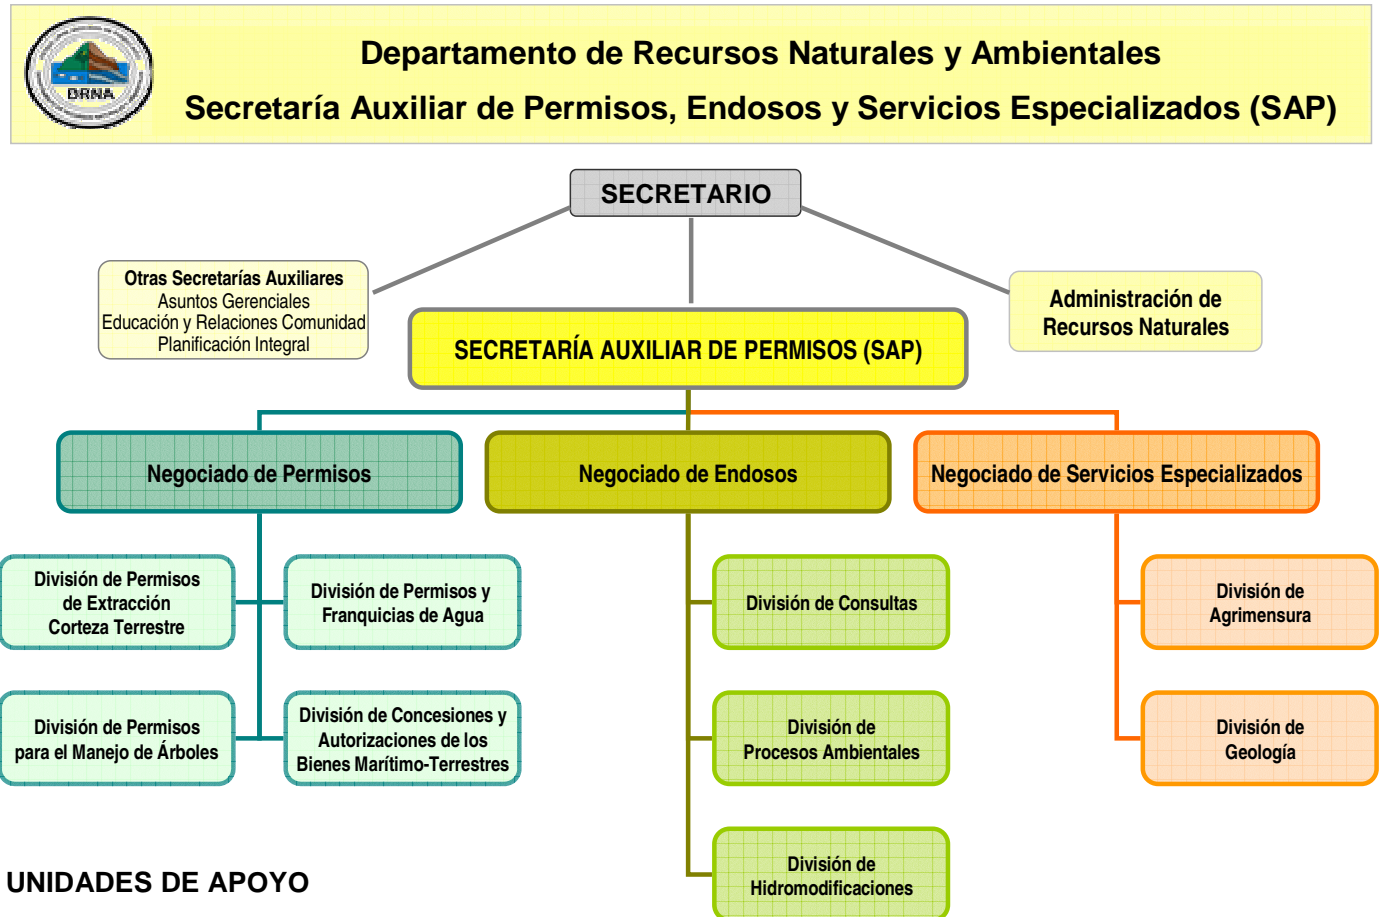 Departamento de Recursos Naturales y Ambientales
Secretaría Auxiliar de Permisos, Endosos y Servicios Especializados (SAP)
DRNA
SECRETARIO
Otras Secretarías Auxiliares
Asuntos Gerenciales
Educación y Relaciones Comunidad
Planificación Integral
Administración de
Recursos Naturales
SECRETARÍA AUXILIAR DE PERMISOS (SAP)
Negociado de Permisos
Negociado de Endosos
Negociado de Servicios Especializados
División de Permisos
de Extracción
Corteza Terrestre
División de Permisos y
Franquicias de Agua
División de Consultas
División de
Agrimensura
División de Permisos
para el Manejo de Árboles
División de Concesiones y
Autorizaciones de los
Bienes Marítimo-Terrestres
División de
Procesos Ambientales
División de
Geología
División de
Hidromodificaciones
UNIDADES DE APOYO